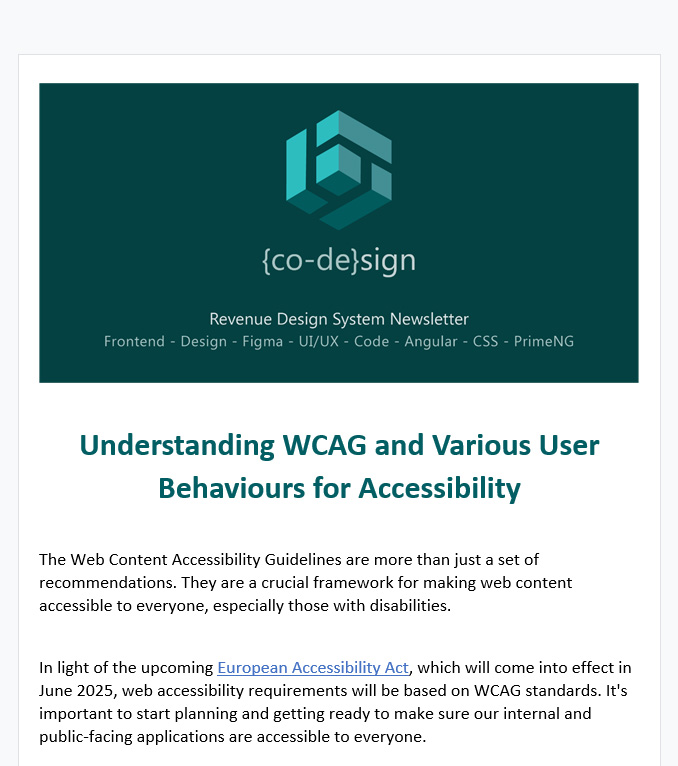 {co-de}sign
Revenue Design System Newsletter
Frontend - Design - Figma - UI/UX - Code - Angular - CSS - PrimeNG
Understanding WCAG and Various User
Behaviours for Accessibility
The Web Content Accessibility Guidelines are more than just a set of
recommendations. They are a crucial framework for making web content
accessible to everyone, especially those with disabilities.
In light of the upcoming European Accessibility Act, which will come into effect in
June 2025, web accessibility requirements will be based on WCAG standards. It's
important to start planning and getting ready to make sure our internal and
public-facing applications are accessible to everyone.